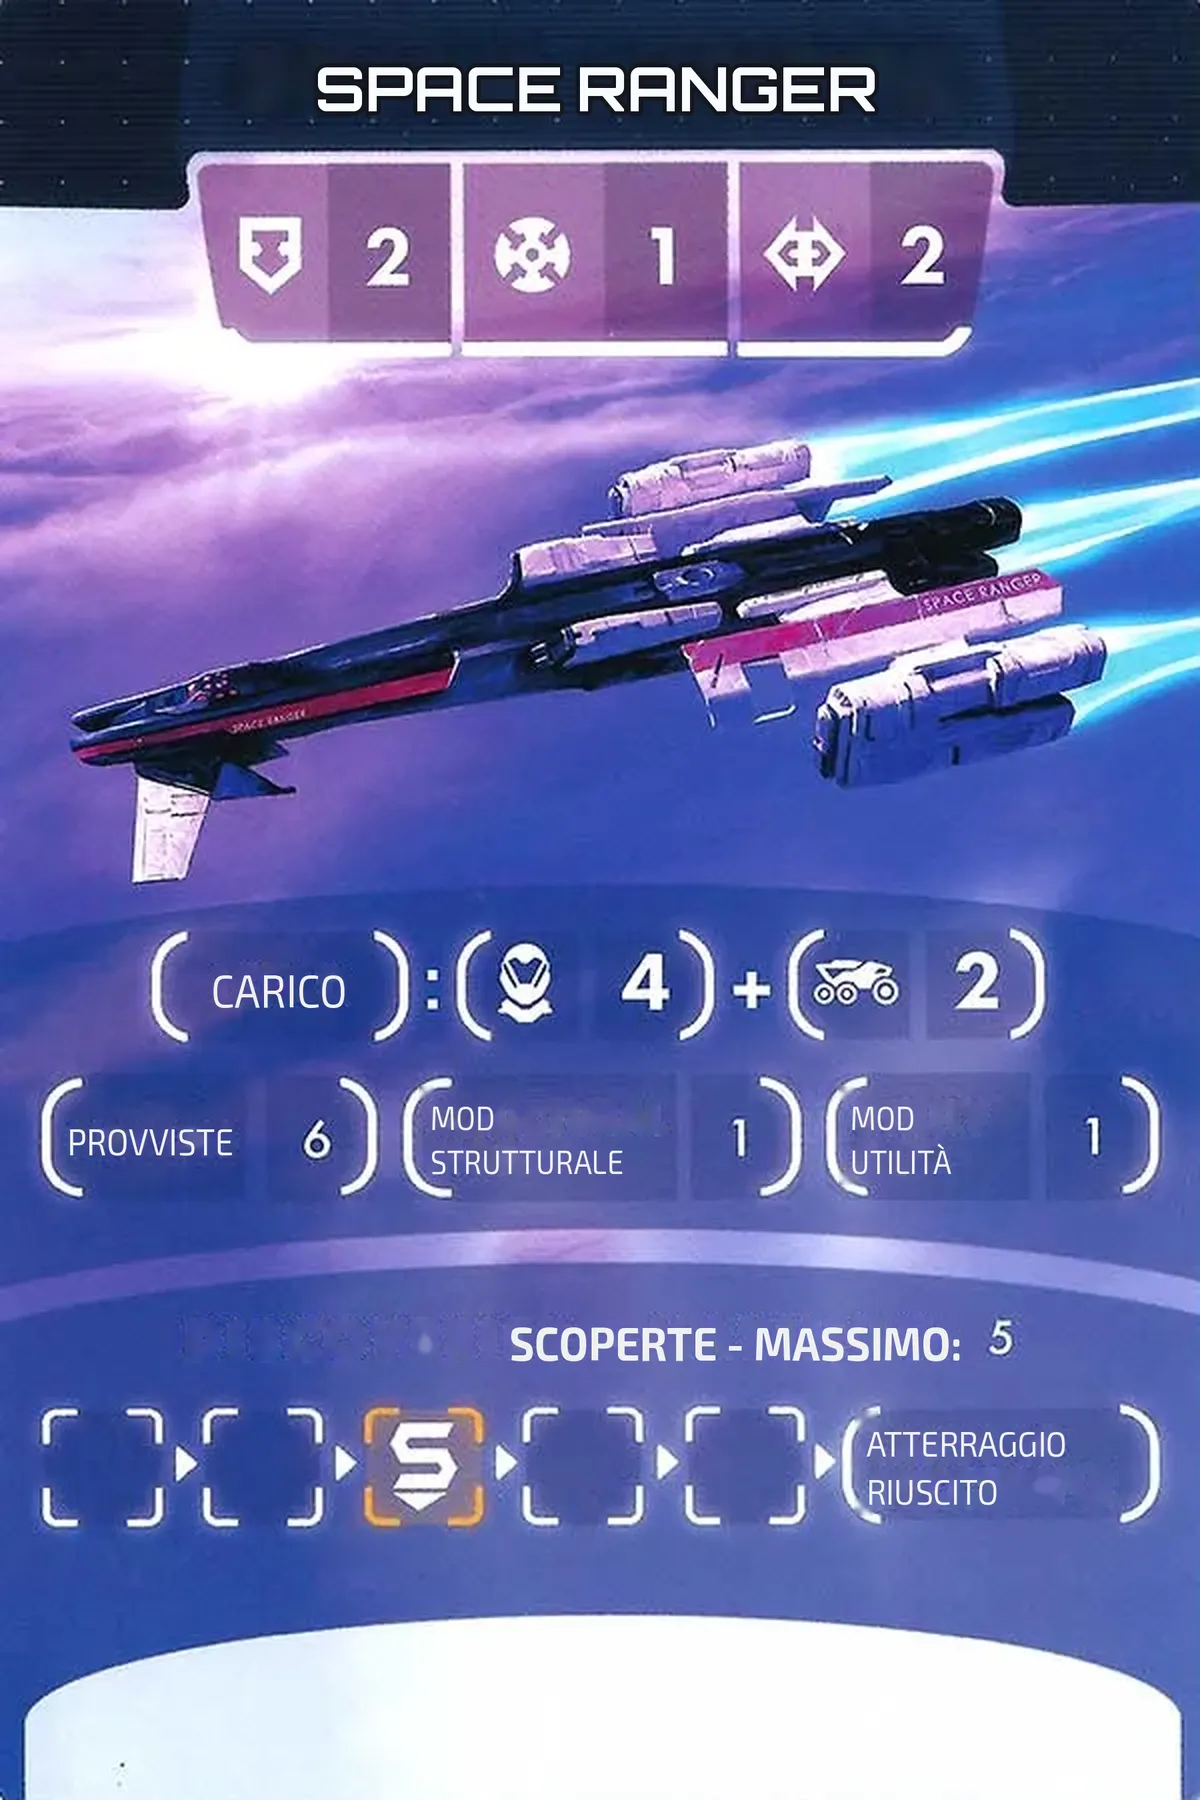 SPACE RANGER
2 1 2
SPACE RANGER
SPACE RANGER
CARICO : 4 + 2
PROVVISTE 6
MOD
STRUTTURALE 1
MOD
UTILITÀ 1
SCOPERTE - MASSIMO: 5
S
ATTERRAGGIO
RIUSCITO